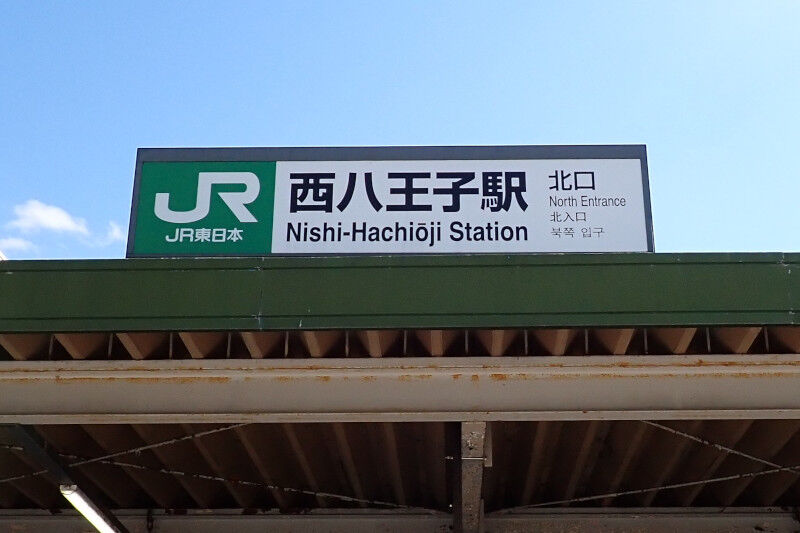 JR
JR東日本
西八王子駅
Nishi-Hachiōji Station
北口
North Entrance
北入口
북쪽 입구